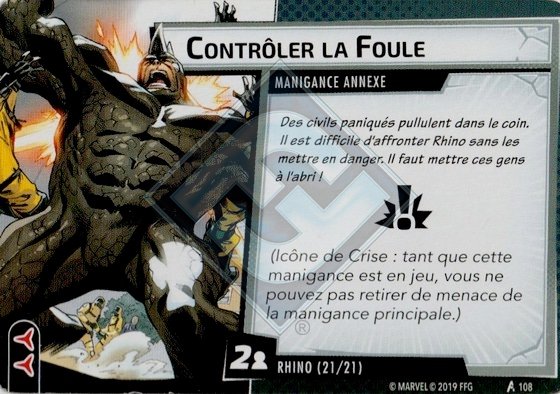 CONTRÔLER LA FOULE
MANIGANCE ANNEXE
Des civils paniqués pullulent dans le coin.
Il est difficile d'affronter Rhino sans les
mettre en danger. Il faut mettre ces gens
à l'abri !
(Icône de Crise : tant que cette
manigance est en jeu, vous ne
pouvez pas retirer de menace de
la manigance principale.)
®
2
RHINO (21/21)
© MARVEL © 2019 FFG
A 108